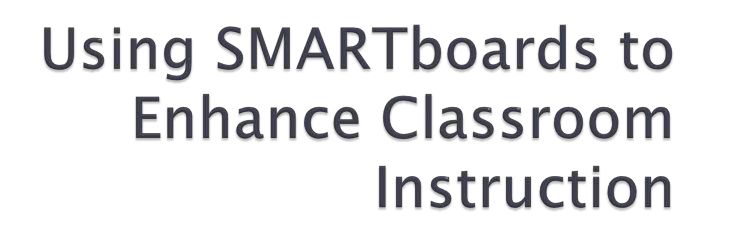 Using SMARTboards to
Enhance Classroom
Instruction